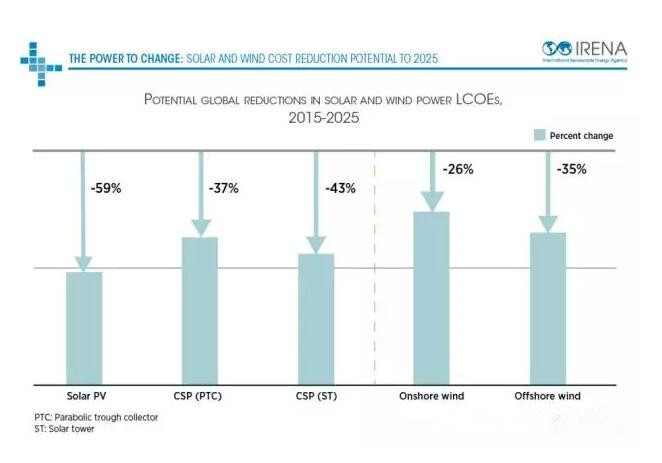 THE POWER TO CHANGE: SOLAR AND WIND COST REDUCTION POTENTIAL TO 2025
IRENA
International Renewable Energy Agency
POTENTIAL GLOBAL REDUCTIONS IN SOLAR AND WIND POWER LCOEs,
2015-2025
Percent change
-59%
-37%
-43%
-26%
-35%
Solar PV
CSP (PTC)
CSP (ST)
Onshore wind
Offshore wind
PTC: Parabolic trough collector
ST: Solar tower